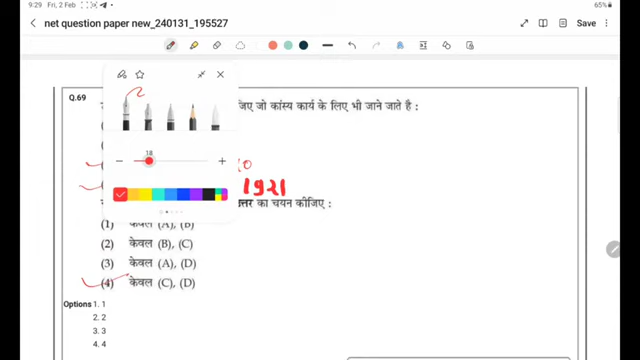 9:29 Fri, 2 Feb
65%
net question paper new_240131_195527
Save
18
Q.69
जिए जो कांस्य कार्य के लिए भी जाने जाते है :
1921
उत्तर का चयन कीजिए :
(1) केवल (A), (B)
(2) केवल (B), (C)
(3) केवल (A), (D)
(4) केवल (C), (D)
Options 1. 1
2. 2
3. 3
4. 4